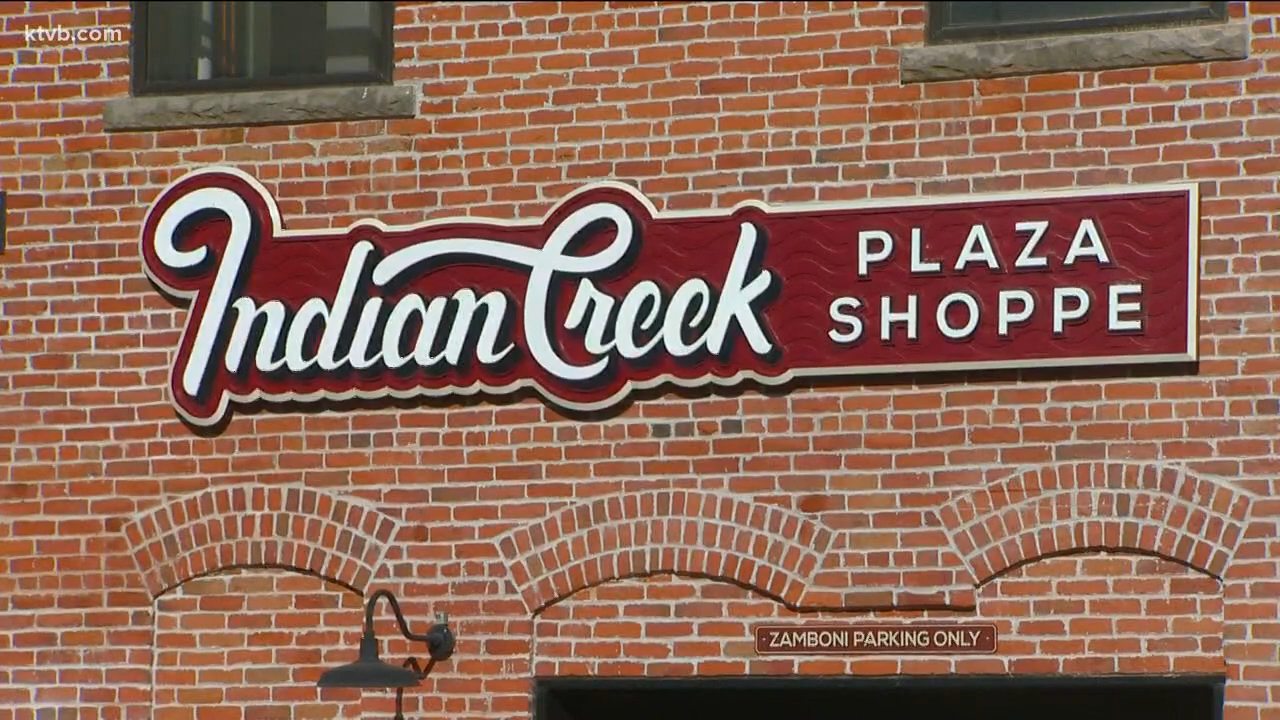 ktvb.com
Indian Creek
PLAZA
SHOPPE
ZAMBONI PARKING ONLY